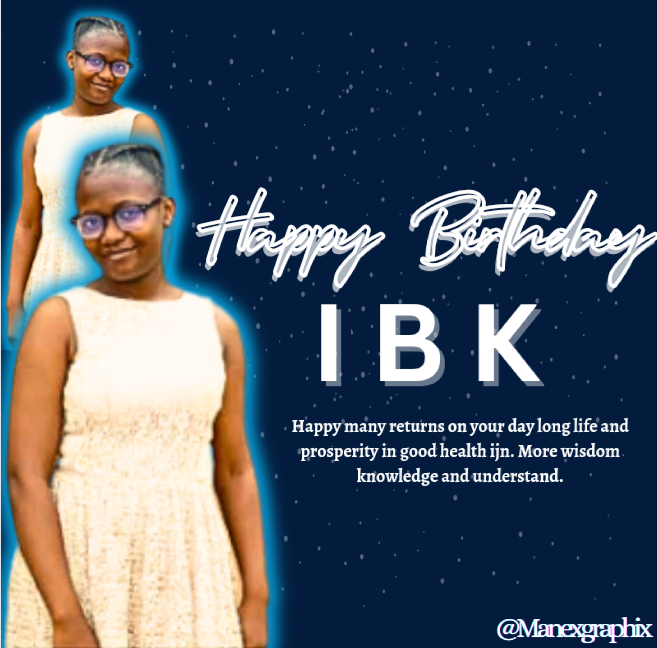 Happy Birthday
IBK
Happy many returns on your day long life and
prosperity in good health ijn. More wisdom
knowledge and understand.
@Manexgraphix